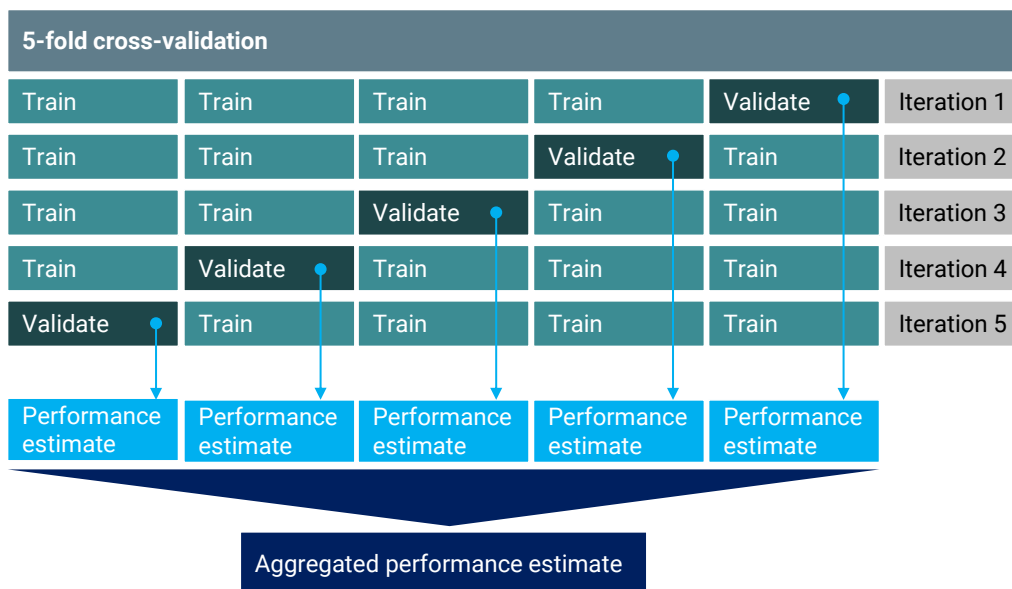 5-fold cross-validation
Train Train Train Train Validate Iteration 1
Train Train Train Validate Train Iteration 2
Train Train Validate Train Train Iteration 3
Train Validate Train Train Train Iteration 4
Validate Train Train Train Train Iteration 5
Performance Performance Performance Performance Performance
estimate estimate estimate estimate estimate
Aggregated performance estimate